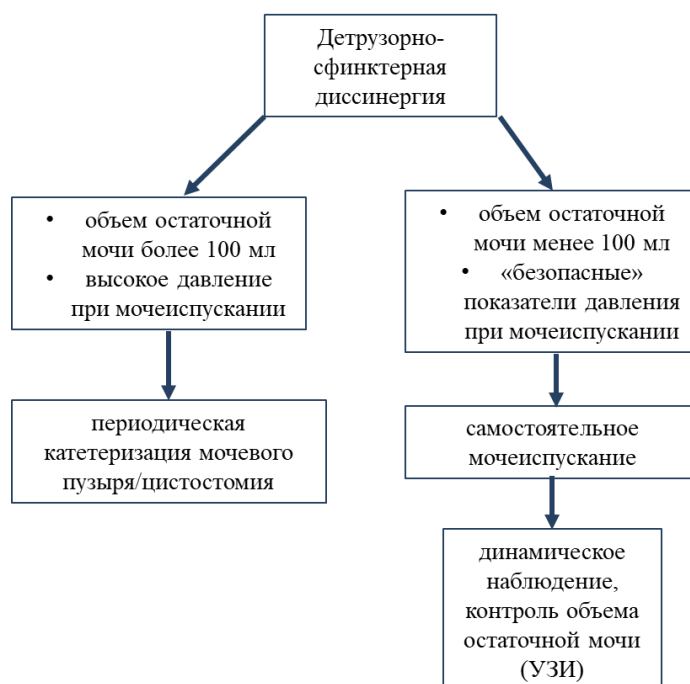 Детрузорно-
сфинктерная
диссинергия
• объем остаточной
мочи более 100 мл
• высокое давление
при мочеиспускании
• объем остаточной
мочи менее 100 мл
• «безопасные»
показатели давления
при мочеиспускании
периодическая
катетеризация мочевого
пузыря/цистостомия
самостоятельное
мочеиспускание
динамическое
наблюдение,
контроль объема
остаточной мочи
(УЗИ)